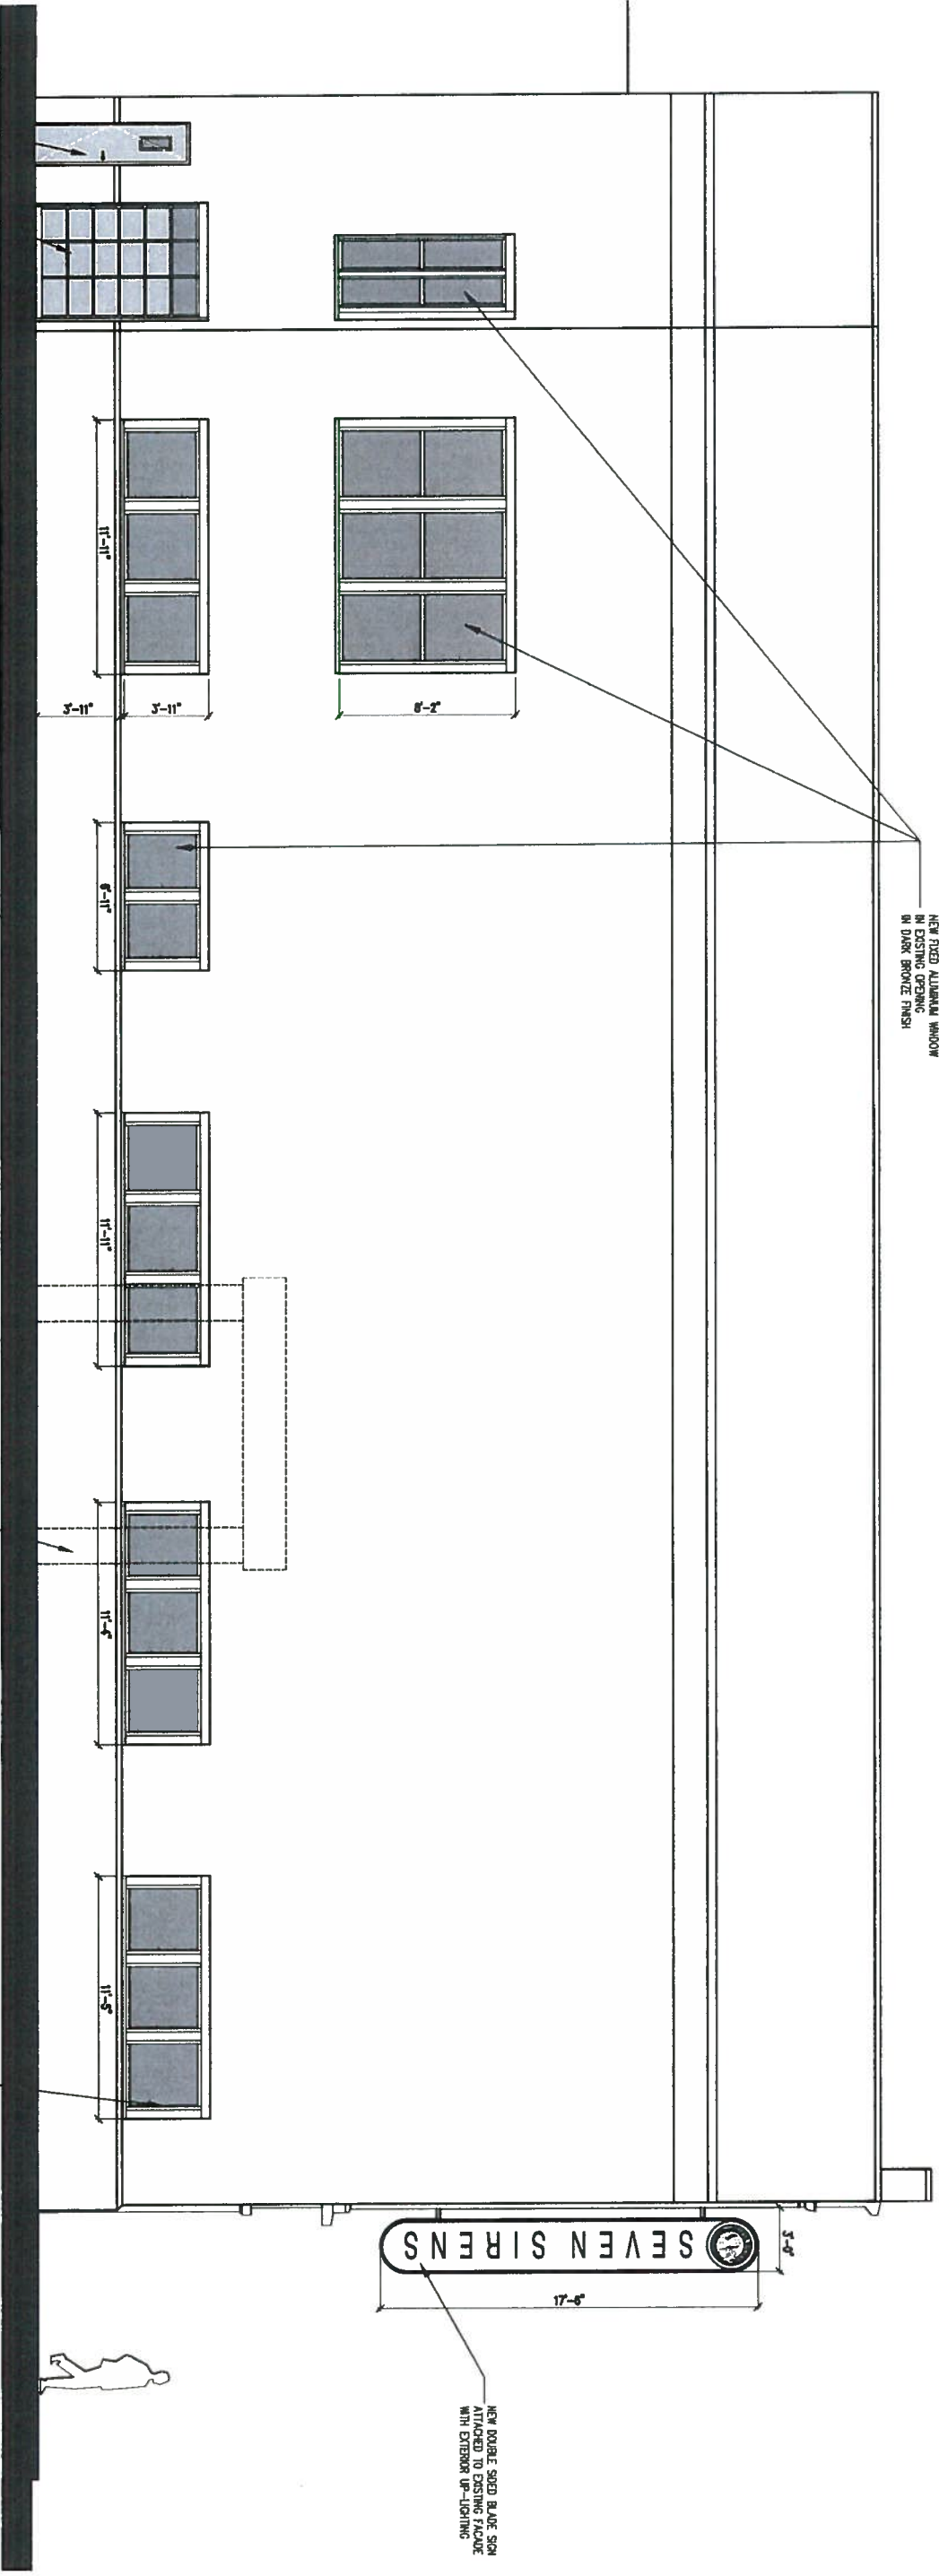 NEW FIXED ALUMINUM WINDOW
IN EXISTING OPENING
IN DARK BRONZE FINISH
8'-2"
3'-11"
3'-11"
11'-11"
6'-11"
11'-11"
11'-5"
SEVEN SIRENS
3'-0"
17'-6"
NEW DOUBLE SIDED BLADE SIGN
ATTACHED TO EXISTING FACADE
WITH EXTERIOR UP-LIGHTING